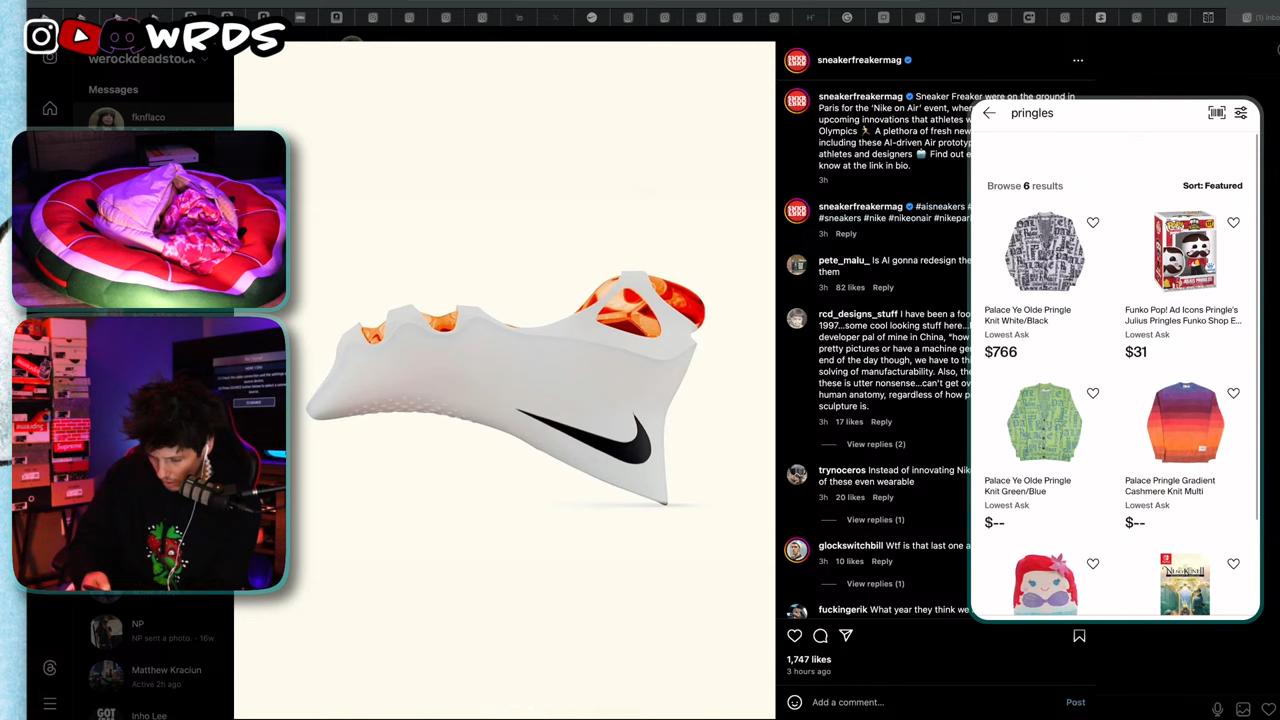 WRDS
werockdeadstock
Messages
fknflaco
NP
NP sent a photo. · 16w
Matthew Kraciun
Active 2h ago
Inho Lee
Supreme
sneakerfreakermag
sneakerfreakermag Sneaker Freaker were on the ground in
Paris for the 'Nike on Air' event, whe
upcoming innovations that athletes w
Olympics 🏃 A plethora of fresh new
including these AI-driven Air prototyp
athletes and designers 🤖 Find out e
know at the link in bio.
3h
sneakerfreakermag #aisneakers #
#sneakers #nike #nikeonair #nikepari
3h Reply
pete_malu_ Is AI gonna redesign the
them
3h 82 likes Reply
rcd_designs_stuff I have been a foo
1997...some cool looking stuff here...
developer pal of mine in China, "how
pretty pictures or have a machine gen
end of the day though, we have to th
solving of manufacturability. Also, the
these is utter nonsense...can't get ov
human anatomy, regardless of how p
sculpture is.
3h 17 likes Reply
View replies (2)
trynoceros Instead of innovating Nik
of these even wearable
3h 20 likes Reply
View replies (1)
glockswitchbill Wtf is that last one a
3h 10 likes Reply
View replies (1)
fuckingerik What year they think we
1,747 likes
3 hours ago
Add a comment...
Post
pringles
Browse 6 results
Sort: Featured
Palace Ye Olde Pringle
Knit White/Black
Lowest Ask
$766
Funko Pop! Ad Icons Pringle's
Julius Pringles Funko Shop E...
Lowest Ask
$31
Palace Ye Olde Pringle
Knit Green/Blue
Lowest Ask
$--
Palace Pringle Gradient
Cashmere Knit Multi
Lowest Ask
$--